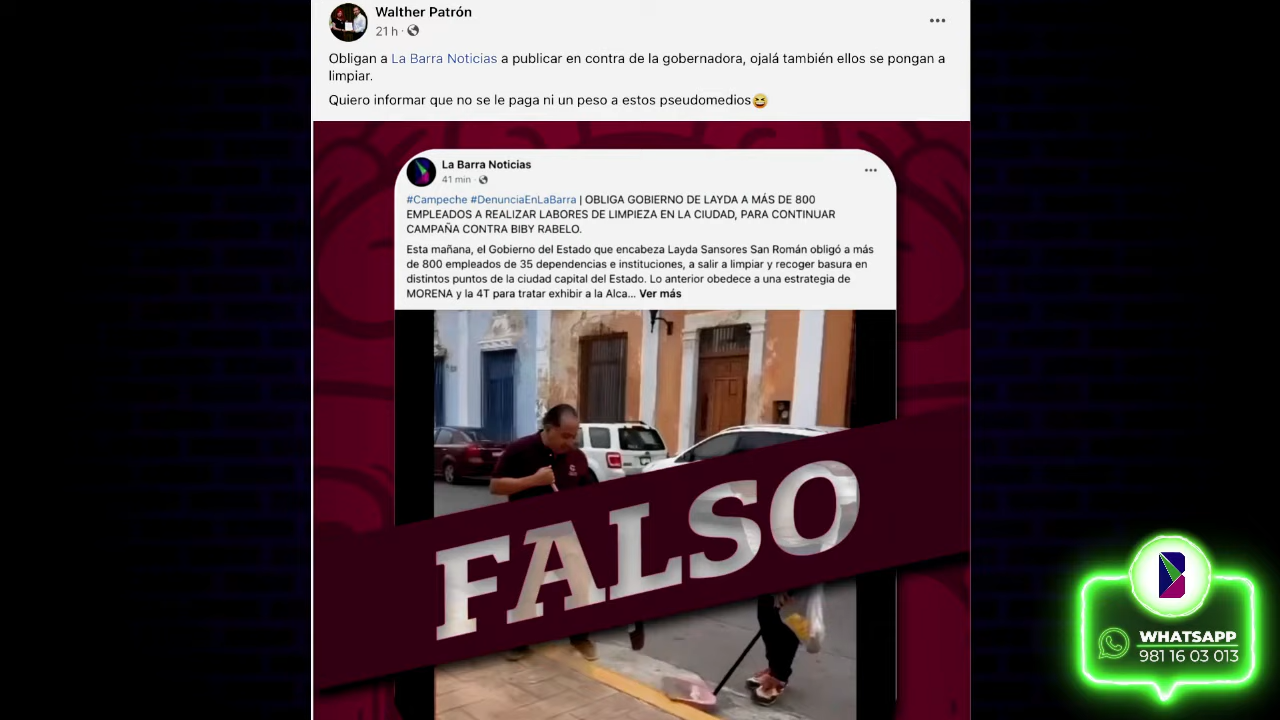 Walther Patrón
21 h ·
Obligan a La Barra Noticias a publicar en contra de la gobernadora, ojalá también ellos se pongan a
limpiar.
Quiero informar que no se le paga ni un peso a estos pseudomedios😆
La Barra Noticias
41 min ·
#Campeche #DenunciaEnLaBarra | OBLIGA GOBIERNO DE LAYDA A MÁS DE 800
EMPLEADOS A REALIZAR LABORES DE LIMPIEZA EN LA CIUDAD, PARA CONTINUAR
CAMPAÑA CONTRA BIBY RABELO.
Esta mañana, el Gobierno del Estado que encabeza Layda Sansores San Román obligó a más
de 800 empleados de 35 dependencias e instituciones, a salir a limpiar y recoger basura en
distintos puntos de la ciudad capital del Estado. Lo anterior obedece a una estrategia de
MORENA y la 4T para tratar exhibir a la Alca... Ver más
FALSO
WHATSAPP
981 16 03 013